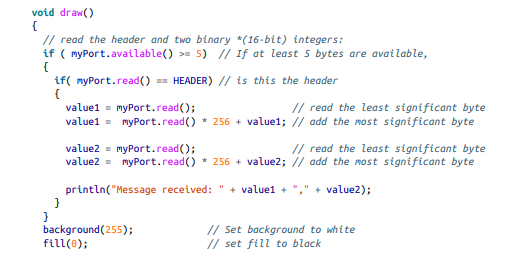 void draw()
{
// read the header and two binary *(16-bit) integers:
if ( myPort.available() >= 5) // If at least 5 bytes are available,
{
if( myPort.read() == HEADER) // is this the header
{
value1 = myPort.read(); // read the least significant byte
value1 = myPort.read() * 256 + value1; // add the most significant byte
value2 = myPort.read(); // read the least significant byte
value2 = myPort.read() * 256 + value2; // add the most significant byte
println("Message received: " + value1 + "," + value2);
}
}
background(255); // Set background to white
fill(0); // set fill to black